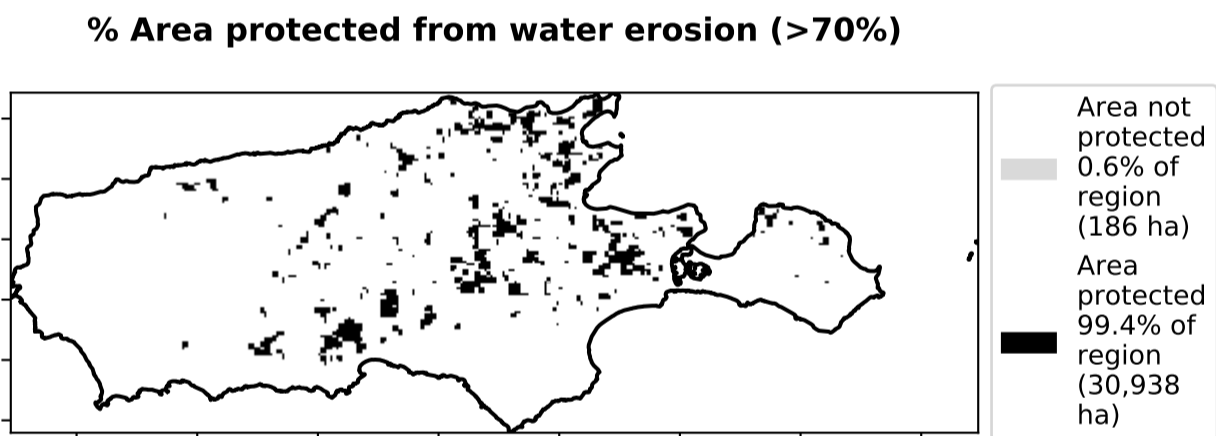 % Area protected from water erosion (>70%)
Area not
protected
0.6% of
region
(186 ha)
Area
protected
99.4% of
region
(30,938
ha)